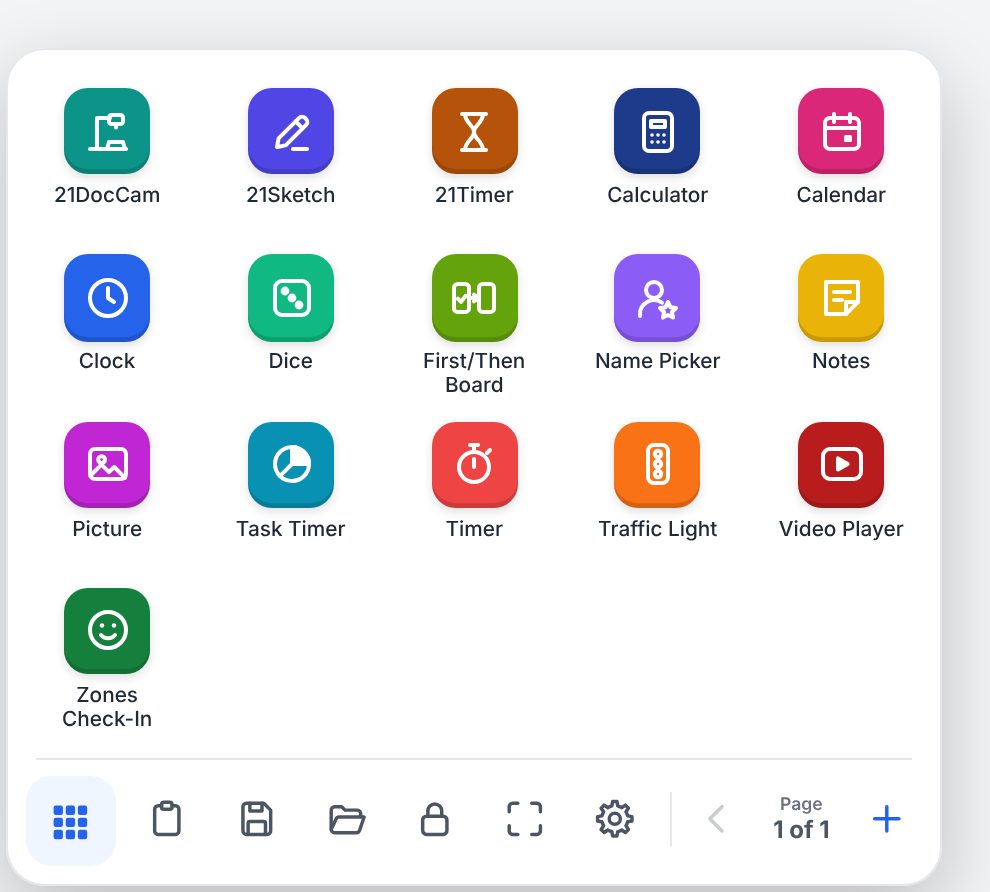 21DocCam
21Sketch
21Timer
Calculator
Calendar
Clock
Dice
First/Then
Board
Name Picker
Notes
Picture
Task Timer
Timer
Traffic Light
Video Player
Zones
Check-In
Page
1 of 1